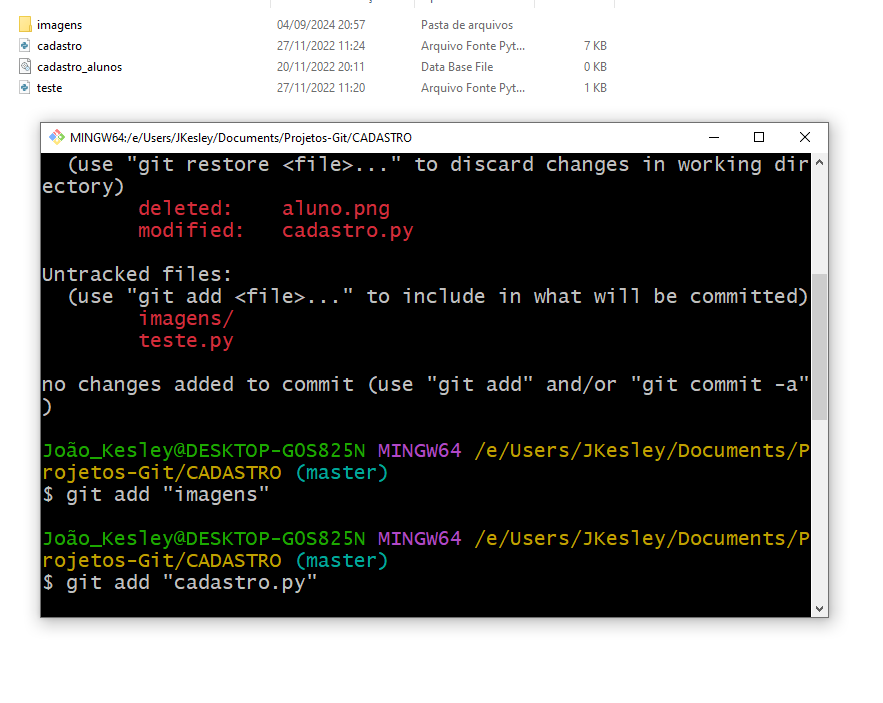 imagens 04/09/2024 20:57 Pasta de arquivos
cadastro 27/11/2022 11:24 Arquivo Fonte Pyt... 7 KB
cadastro_alunos 20/11/2022 20:11 Data Base File 0 KB
teste 27/11/2022 11:20 Arquivo Fonte Pyt... 1 KB
MINGW64:/e/Users/JKesley/Documents/Projetos-Git/CADASTRO
(use "git restore <file>..." to discard changes in working dir
ectory)
deleted: aluno.png
modified: cadastro.py
Untracked files:
(use "git add <file>..." to include in what will be committed)
imagens/
teste.py
no changes added to commit (use "git add" and/or "git commit -a"
)
João_Kesley@DESKTOP-GOS825N MINGW64 /e/Users/JKesley/Documents/P
rojetos-Git/CADASTRO (master)
$ git add "imagens"
João_Kesley@DESKTOP-GOS825N MINGW64 /e/Users/JKesley/Documents/P
rojetos-Git/CADASTRO (master)
$ git add "cadastro.py"